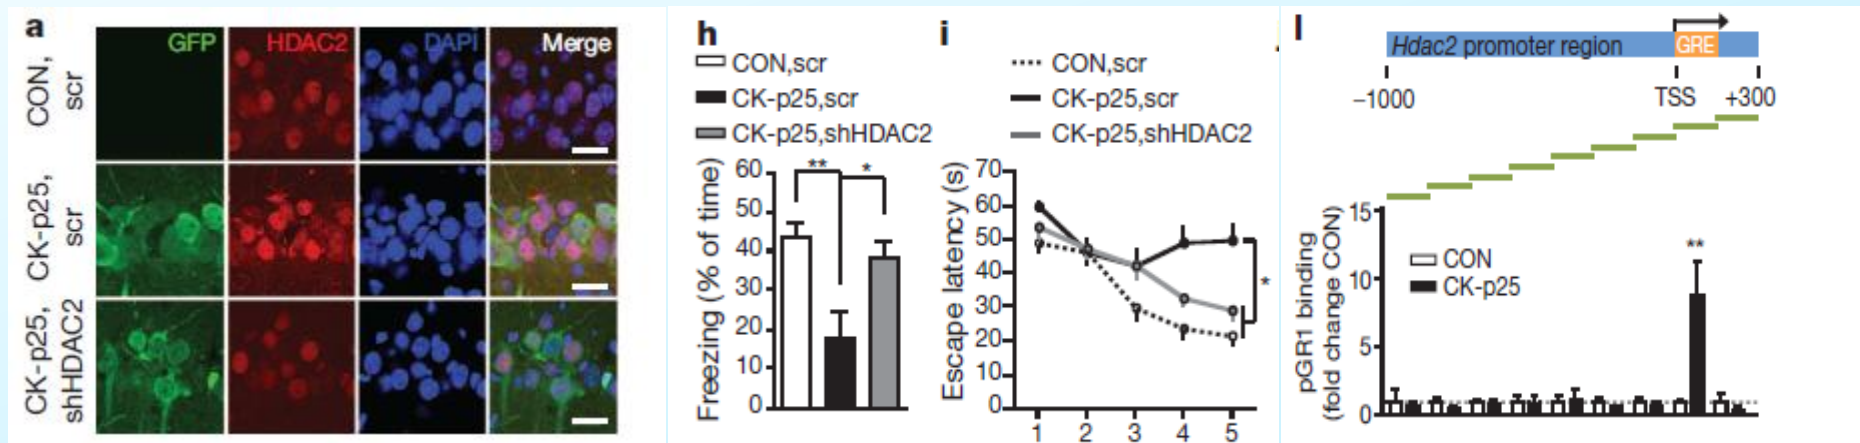 a
GFP
HDAC2
DAPI
Merge
CON,
scr
CK-p25,
scr
CK-p25,
shHDAC2
h
CON,scr
CK-p25,scr
CK-p25,shHDAC2
Freezing (% of time)
60
50
40
30
20
10
0
**
*
i
CON,scr
CK-p25,scr
CK-p25,shHDAC2
Escape latency (s)
70
60
50
40
30
20
10
0
*
1 2 3 4 5
l
Hdac2 promoter region
GRE
−1000
TSS
+300
pGR1 binding
(fold change CON)
15
10
5
0
CON
CK-p25
**